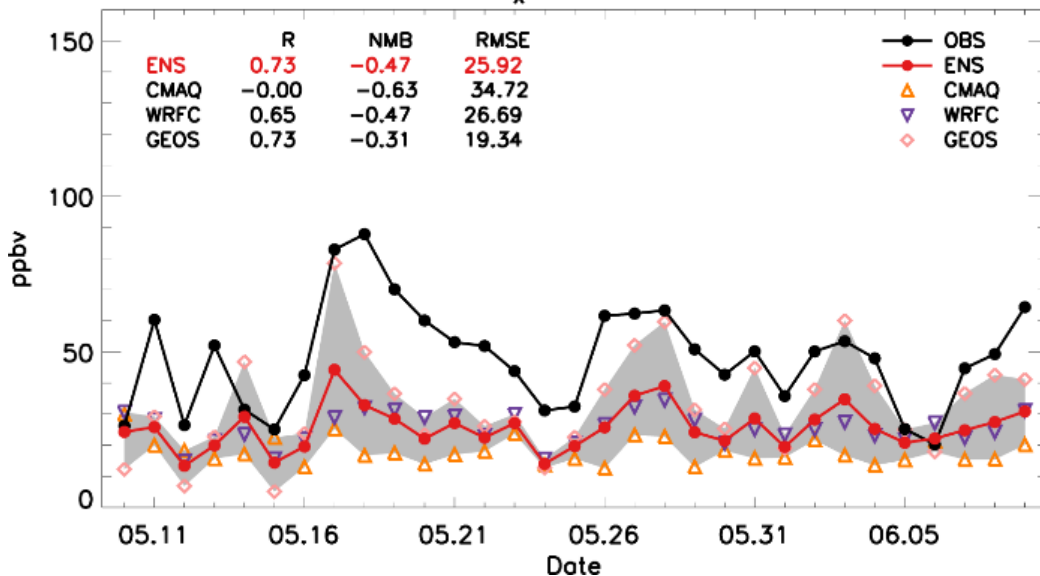 x
R NMB RMSE
ENS 0.73 −0.47 25.92
CMAQ −0.00 −0.63 34.72
WRFC 0.65 −0.47 26.69
GEOS 0.73 −0.31 19.34
OBS
ENS
CMAQ
WRFC
GEOS
150
100
50
0
ppbv
05.11 05.16 05.21 05.26 05.31 06.05
Date